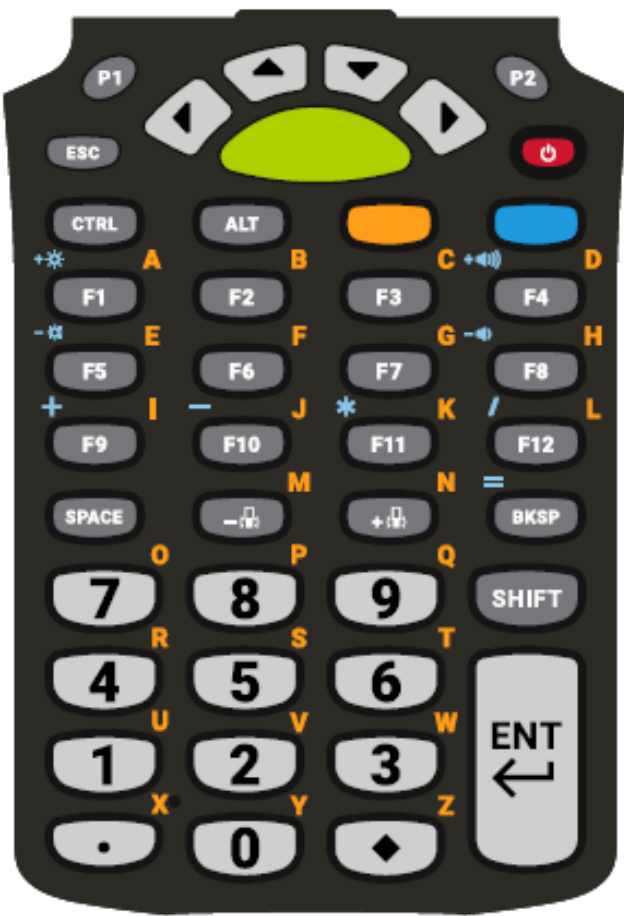 P1 P2
ESC
CTRL ALT
+ A B C + D
F1 F2 F3 F4
- E F G - H
F5 F6 F7 F8
+ I - J * K / L
F9 F10 F11 F12
M N =
SPACE - + BKSP
O P Q
7 8 9 SHIFT
R S T
4 5 6
U V W ENT
1 2 3
X Y Z
. 0